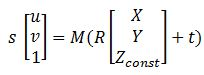 s [u v 1] = M(R [X Y Z_const] + t)